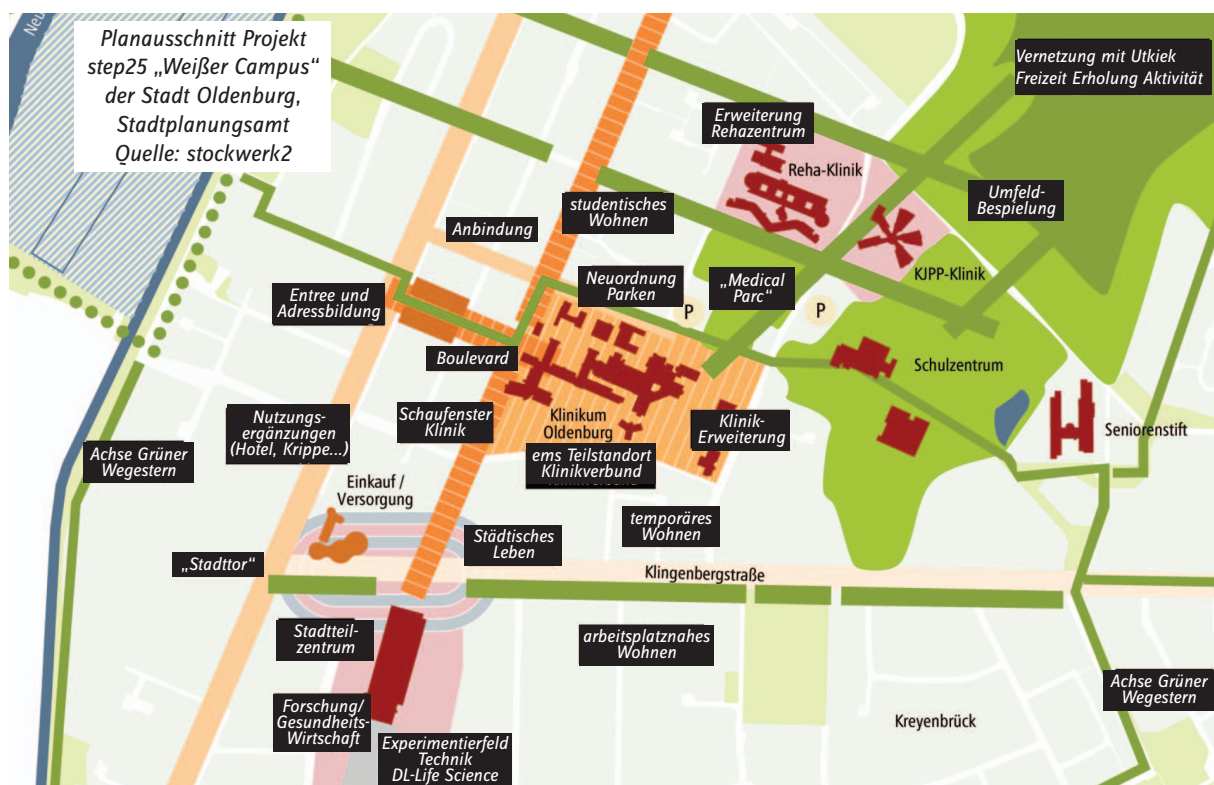 Neu
Planausschnitt Projekt
step25 „Weißer Campus“
der Stadt Oldenburg,
Stadtplanungsamt
Quelle: stockwerk2
Vernetzung mit Utkiek
Freizeit Erholung Aktivität
Erweiterung
Rehazentrum
Reha-Klinik
Umfeld-
Bespielung
studentisches
Wohnen
Anbindung
KJPP-Klinik
Neuordnung
Parken
„Medical
Parc“
P
P
Entree und
Adressbildung
Boulevard
Schulzentrum
Schaufenster
Klinik
Klinikum
Oldenburg
Klinik-
Erweiterung
Nutzungs-
ergänzungen
(Hotel, Krippe...)
Achse Grüner
Wegestern
ems Teilstandort
Klinikverbund
Seniorenstift
Einkauf /
Versorgung
temporäres
Wohnen
Städtisches
Leben
„Stadttor“
Klingenbergstraße
Stadtteil-
zentrum
arbeitsplatznahes
Wohnen
Achse Grüner
Wegestern
Forschung/
Gesundheits-
Wirtschaft
Kreyenbrück
Experimentierfeld
Technik
DL-Life Science